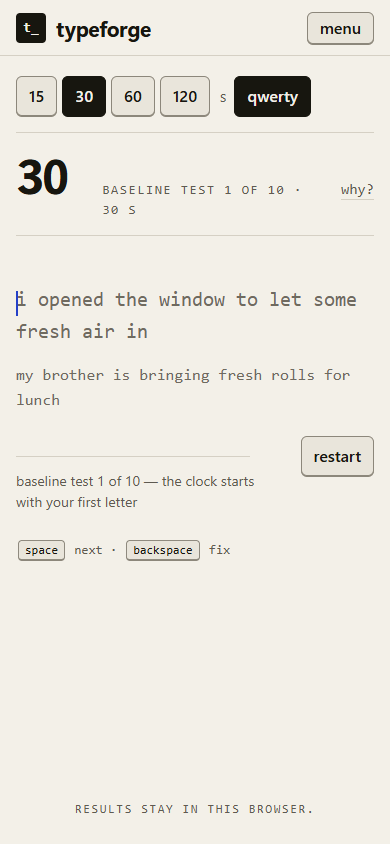 t_ typeforge menu
15 30 60 120 s qwerty
30 BASELINE TEST 1 OF 10 · why?
30 S
i opened the window to let some
fresh air in
my brother is bringing fresh rolls for
lunch
restart
baseline test 1 of 10 — the clock starts
with your first letter
space next · backspace fix
RESULTS STAY IN THIS BROWSER.